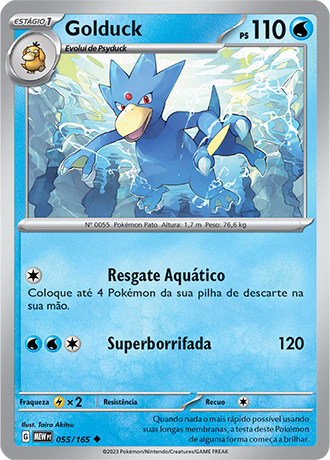 ESTÁGIO 1
Golduck
PS 110
Evolui de Psyduck
Nº 0055 Pokémon Pato Altura: 1,7 m Peso: 76,6 kg
Resgate Aquático
Coloque até 4 Pokémon da sua pilha de descarte na
sua mão.
Superborrifada 120
Fraqueza ×2 Resistência Recuo
Quando nada o mais rápido possível usando
suas longas membranas, a testa deste Pokémon
de alguma forma começa a brilhar.
Ilust. Taira Akitsu
G MEW PT 055/165
©2023 Pokémon/Nintendo/Creatures/GAME FREAK